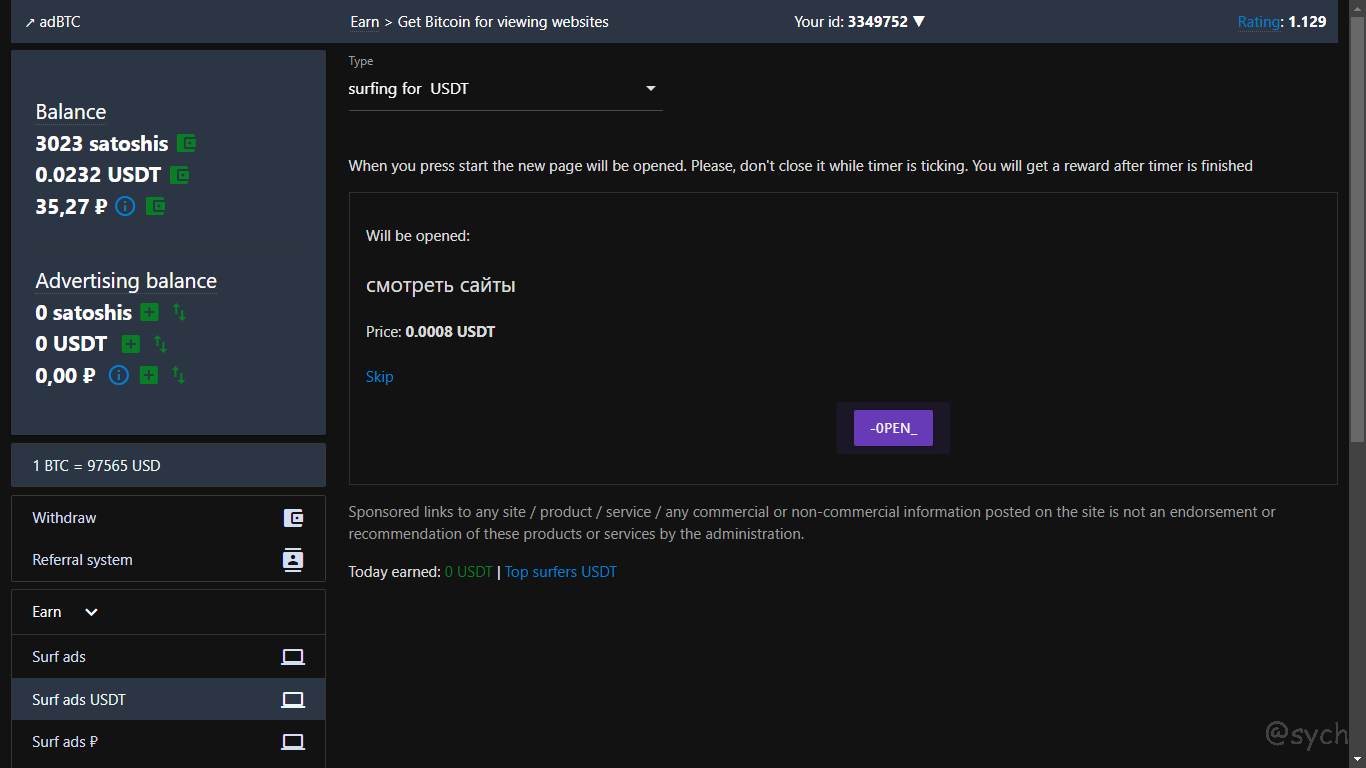 ↗ adBTC
Earn > Get Bitcoin for viewing websites
Your id: 3349752 ▼
Rating: 1.129
Balance
3023 satoshis
0.0232 USDT
35,27 ₽
Advertising balance
0 satoshis
0 USDT
0,00 ₽
1 BTC = 97565 USD
Withdraw
Referral system
Earn
Surf ads
Surf ads USDT
Surf ads ₽
Type
surfing for USDT
When you press start the new page will be opened. Please, don't close it while timer is ticking. You will get a reward after timer is finished
Will be opened:
смотреть сайты
Price: 0.0008 USDT
Skip
-0PEN_
Sponsored links to any site / product / service / any commercial or non-commercial information posted on the site is not an endorsement or
recommendation of these products or services by the administration.
Today earned: 0 USDT | Top surfers USDT
@sych